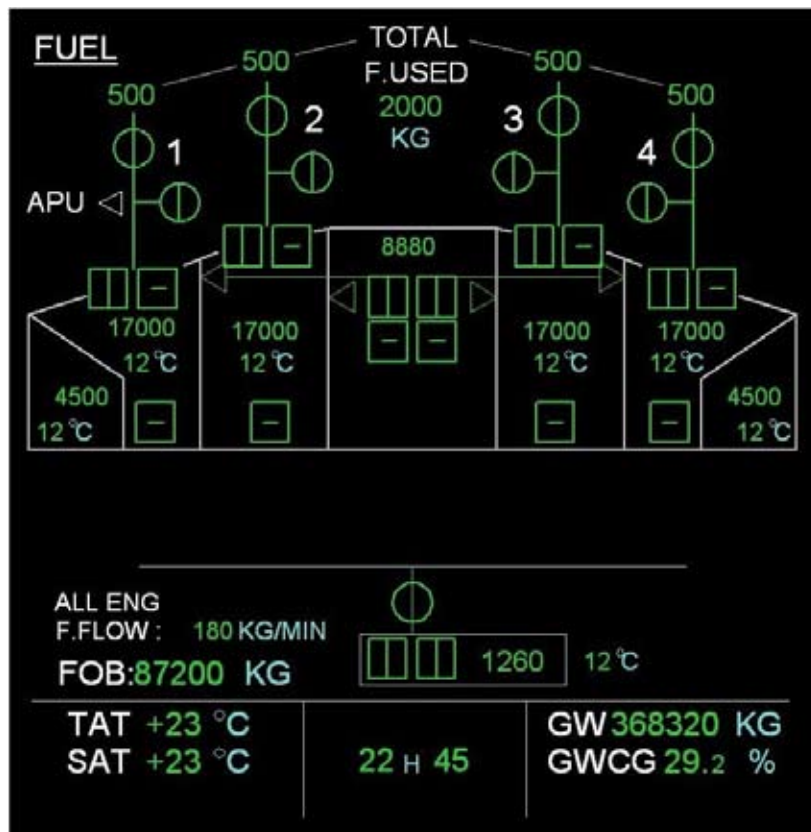 FUEL
TOTAL
F.USED
2000
KG
500
500
500
500
1
2
3
4
APU
8880
17000
12 °C
17000
12 °C
17000
12 °C
17000
12 °C
4500
12 °C
4500
12 °C
ALL ENG
F.FLOW : 180 KG/MIN
FOB:87200 KG
1260 12 °C
TAT +23 °C
SAT +23 °C
22 H 45
GW 368320 KG
GWCG 29.2 %